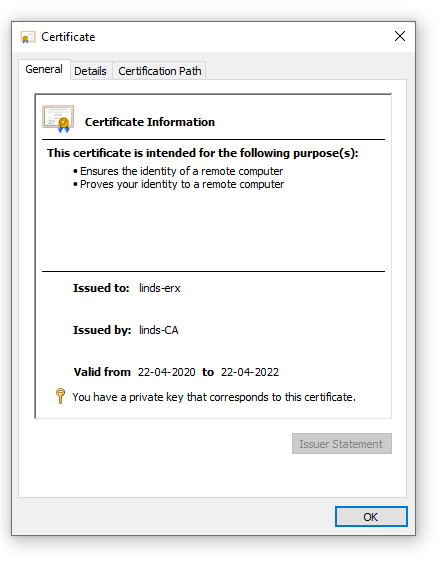 Certificate
General Details Certification Path
Certificate Information
This certificate is intended for the following purpose(s):
• Ensures the identity of a remote computer
• Proves your identity to a remote computer
Issued to: linds-erx
Issued by: linds-CA
Valid from 22-04-2020 to 22-04-2022
You have a private key that corresponds to this certificate.
Issuer Statement
OK